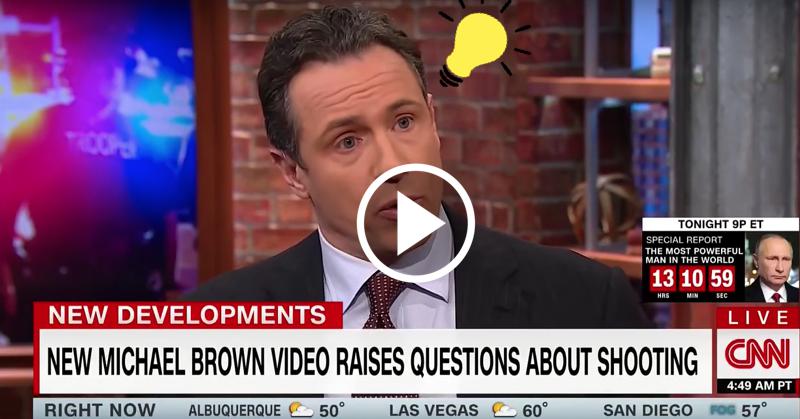 TROOPER
TONIGHT 9P ET
SPECIAL REPORT
THE MOST POWERFUL
MAN IN THE WORLD
13 10 59
HRS MIN SEC
NEW DEVELOPMENTS
NEW MICHAEL BROWN VIDEO RAISES QUESTIONS ABOUT SHOOTING
LIVE
CNN
4:49 AM PT
RIGHT NOW ALBUQUERQUE 50° LAS VEGAS 60° SAN DIEGO FOG 57°